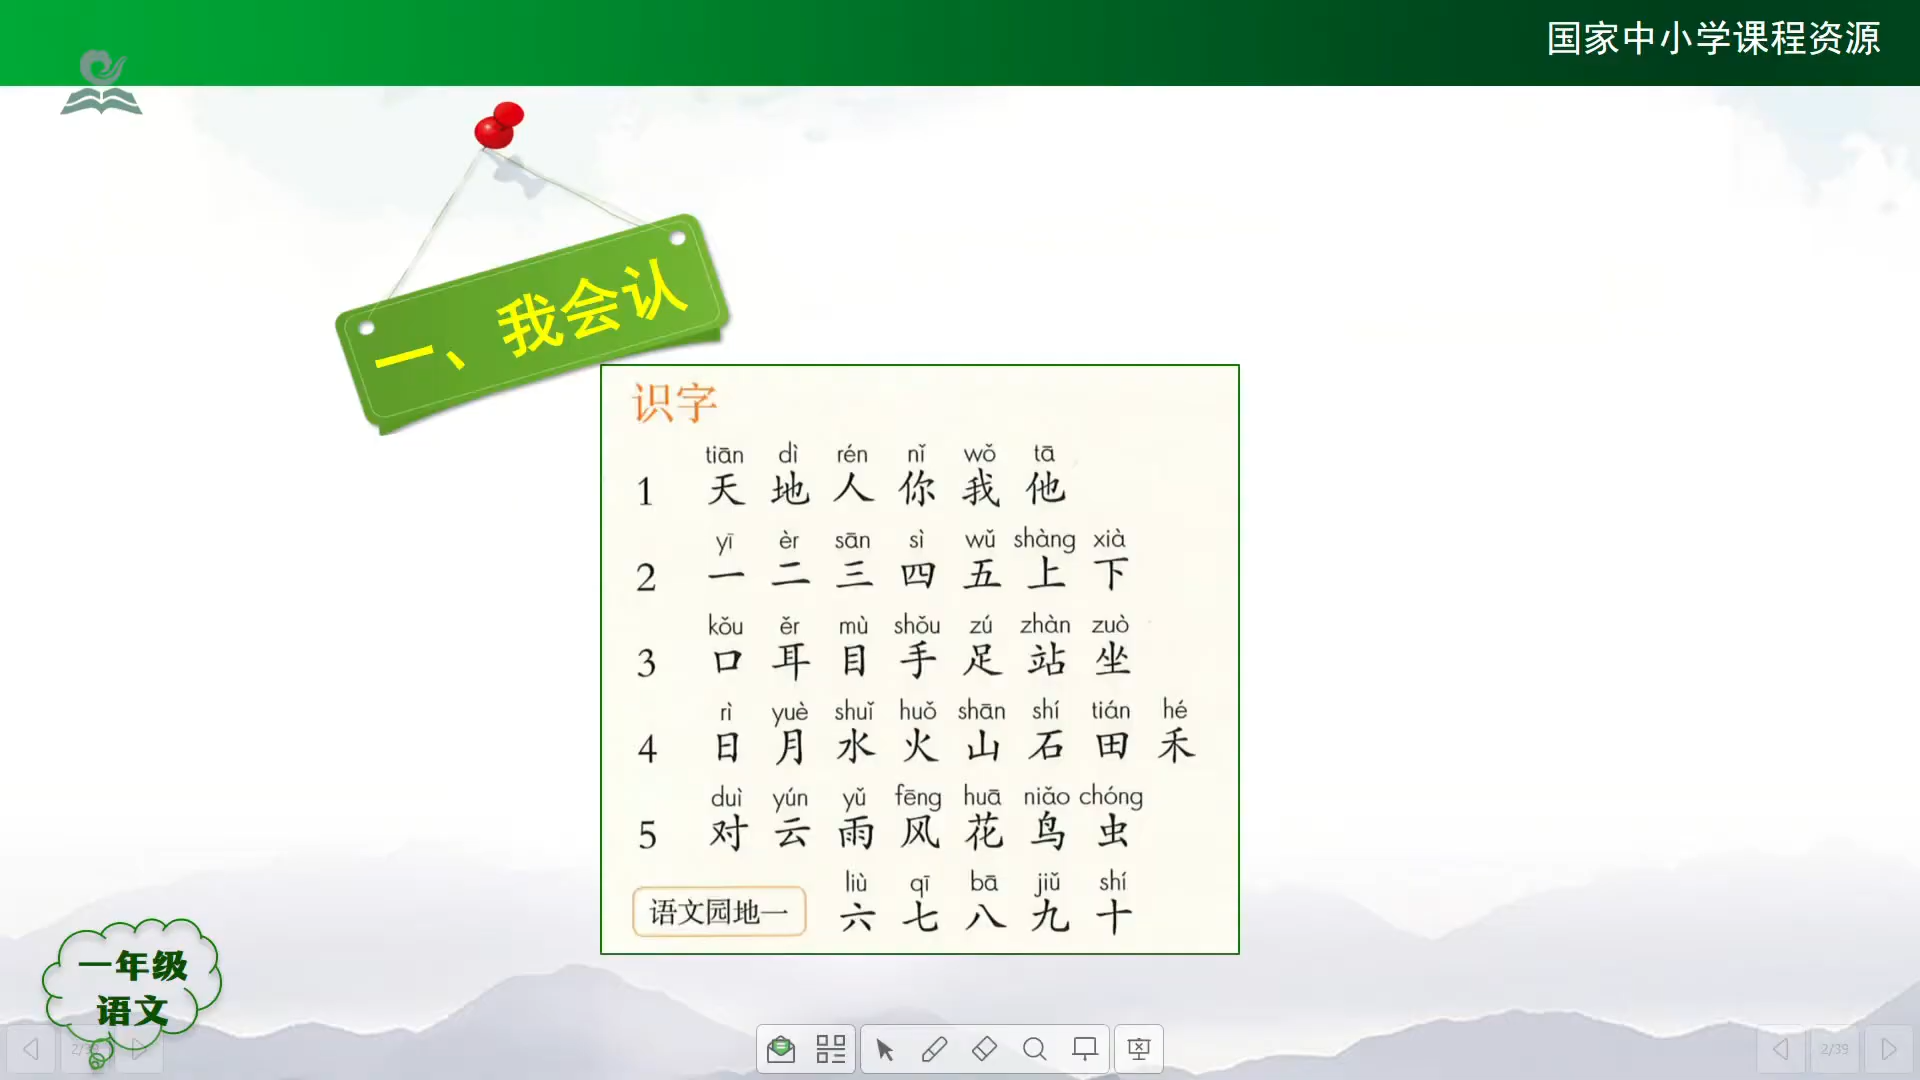 国家中小学课程资源
一、我会认
识字
tiān dì rén nǐ wǒ tā
1 天 地 人 你 我 他
yī èr sān sì wǔ shàng xià
2 一 二 三 四 五 上 下
kǒu ěr mù shǒu zú zhàn zuò
3 口 耳 目 手 足 站 坐
rì yuè shuǐ huǒ shān shí tián hé
4 日 月 水 火 山 石 田 禾
duì yún yǔ fēng huā niǎo chóng
5 对 云 雨 风 花 鸟 虫
liù qī bā jiǔ shí
语文园地一 六 七 八 九 十
一年级
语文
2/39